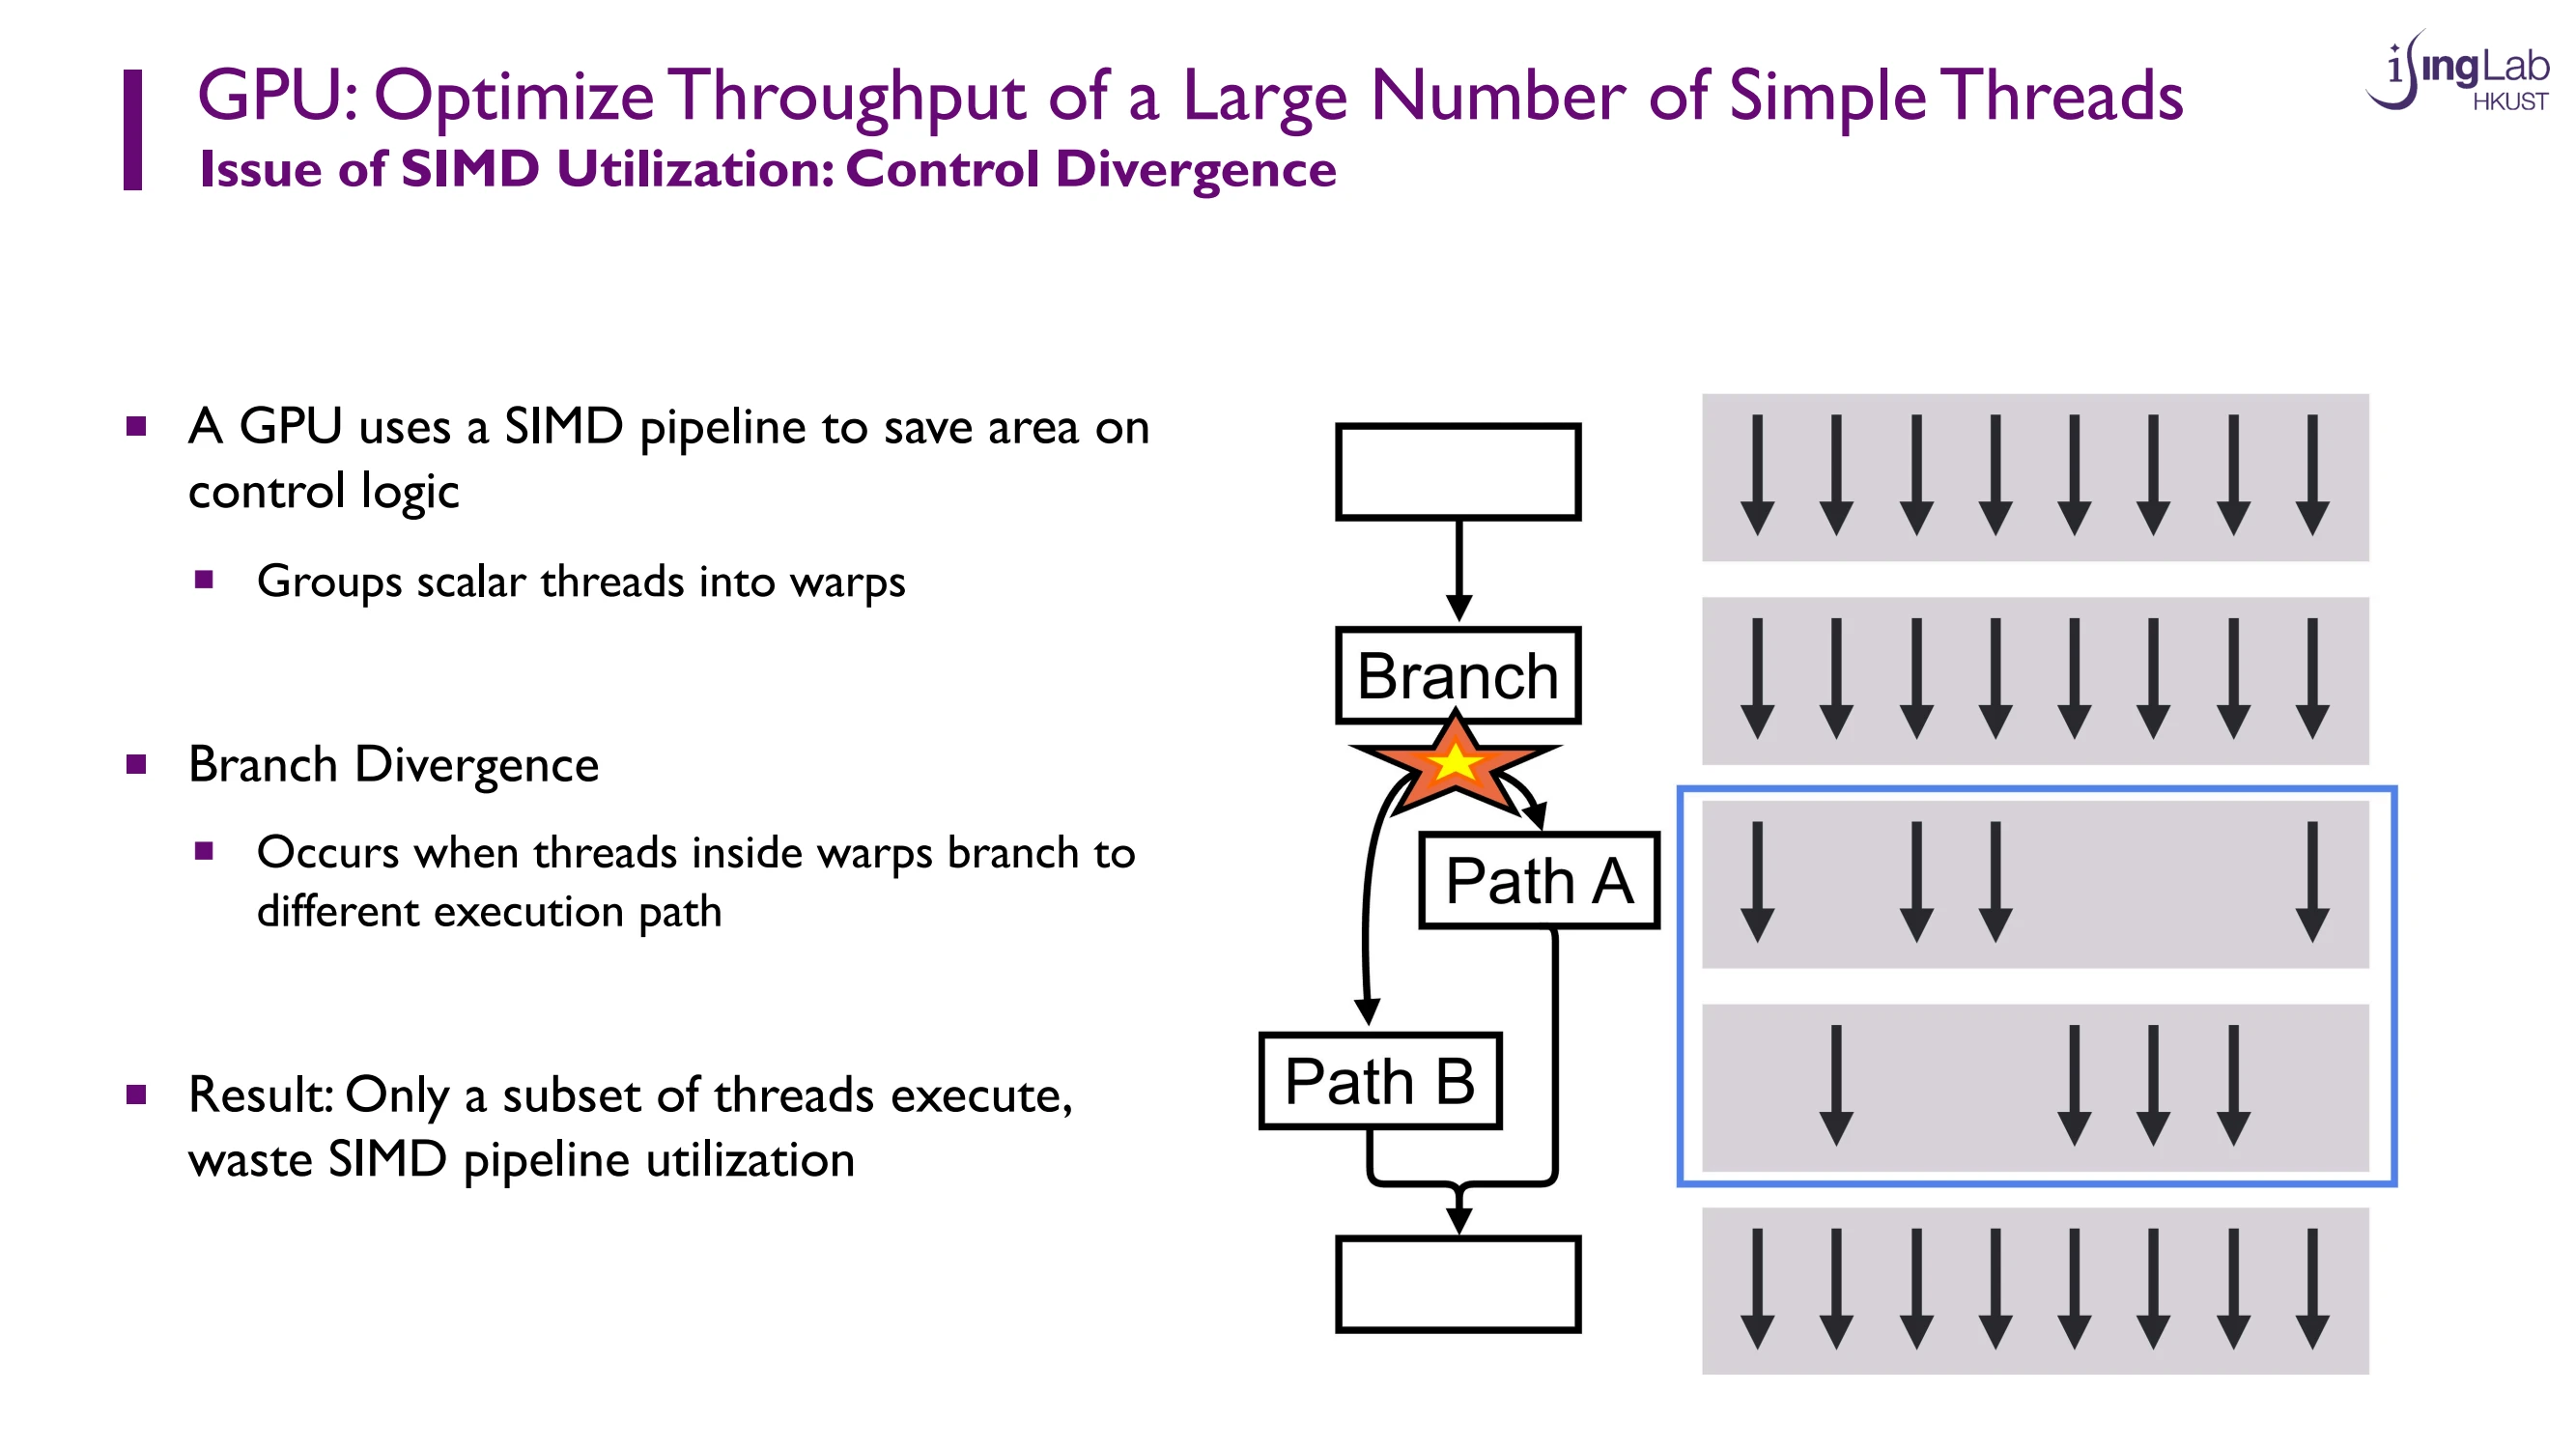 GPU: Optimize Throughput of a Large Number of Simple Threads
Issue of SIMD Utilization: Control Divergence
iSingLab
HKUST
A GPU uses a SIMD pipeline to save area on
control logic
Groups scalar threads into warps
Branch Divergence
Occurs when threads inside warps branch to
different execution path
Result: Only a subset of threads execute,
waste SIMD pipeline utilization
Branch
Path A
Path B